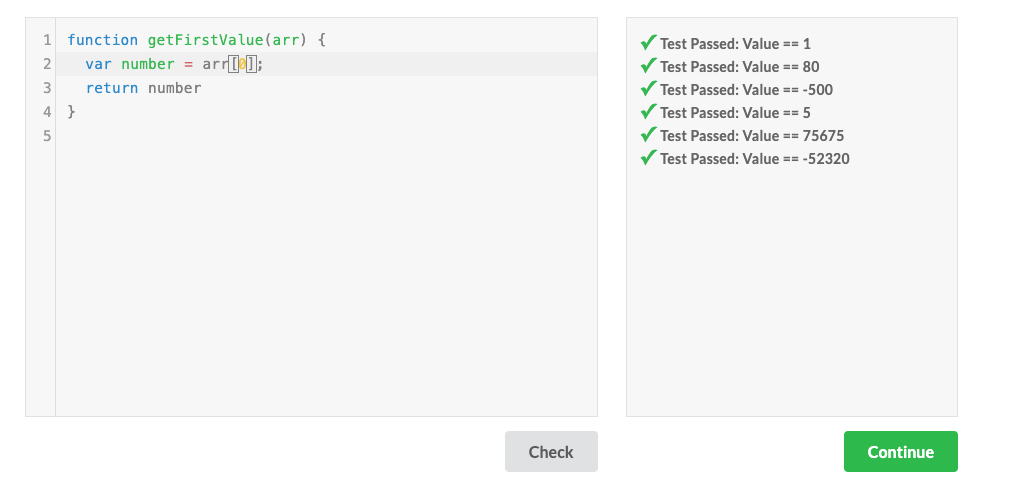 1 function getFirstValue(arr) {
2 var number = arr[0];
3 return number
4 }
5
✓ Test Passed: Value == 1
✓ Test Passed: Value == 80
✓ Test Passed: Value == -500
✓ Test Passed: Value == 5
✓ Test Passed: Value == 75675
✓ Test Passed: Value == -52320
Check
Continue